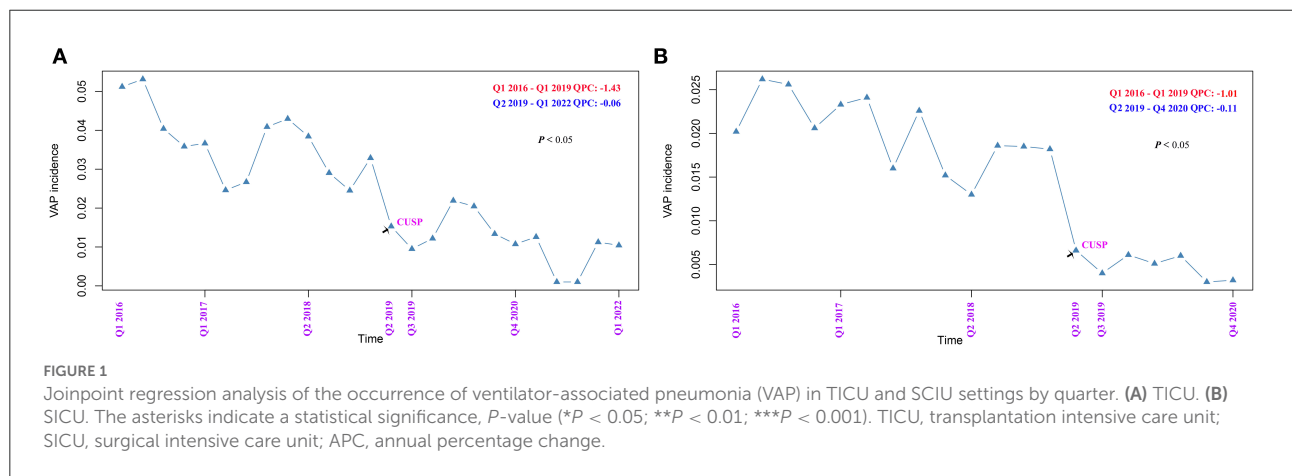 A
VAP incidence
0.05
0.04
0.03
0.02
0.01
0.00
Q1 2016 - Q1 2019 QPC: -1.43
Q2 2019 - Q1 2022 QPC: -0.06
P < 0.05
CUSP
Q1 2016
Q1 2017
Q2 2018
Q2 2019
Q3 2019
Q4 2020
Q1 2022
Time
B
VAP incidence
0.025
0.020
0.015
0.010
0.005
Q1 2016 - Q1 2019 QPC: -1.01
Q2 2019 - Q4 2020 QPC: -0.11
P < 0.05
CUSP
Q1 2016
Q1 2017
Q2 2018
Q2 2019
Q3 2019
Q4 2020
Time
FIGURE 1
Joinpoint regression analysis of the occurrence of ventilator-associated pneumonia (VAP) in TICU and SCIU settings by quarter. (A) TICU. (B)
SICU. The asterisks indicate a statistical significance, P-value (*P < 0.05; **P < 0.01; ***P < 0.001). TICU, transplantation intensive care unit;
SICU, surgical intensive care unit; APC, annual percentage change.